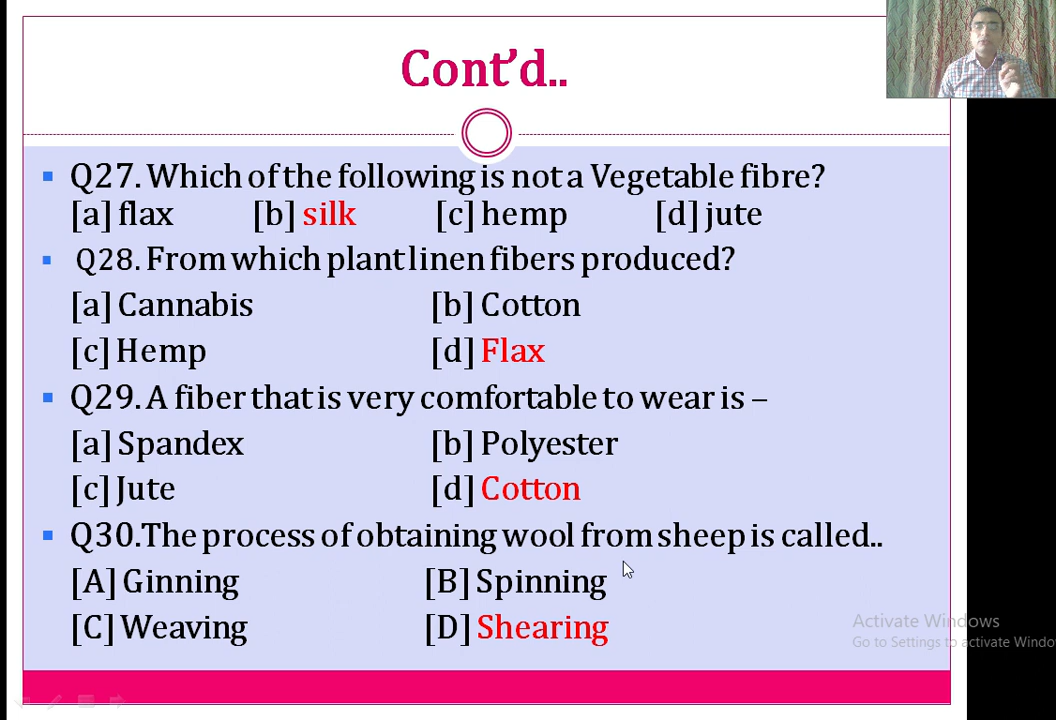 Cont'd..
Q27. Which of the following is not a Vegetable fibre?
[a] flax [b] silk [c] hemp [d] jute
Q28. From which plant linen fibers produced?
[a] Cannabis [b] Cotton
[c] Hemp [d] Flax
Q29. A fiber that is very comfortable to wear is –
[a] Spandex [b] Polyester
[c] Jute [d] Cotton
Q30.The process of obtaining wool from sheep is called..
[A] Ginning [B] Spinning
[C] Weaving [D] Shearing
Activate Windows
Go to Settings to activate Windo